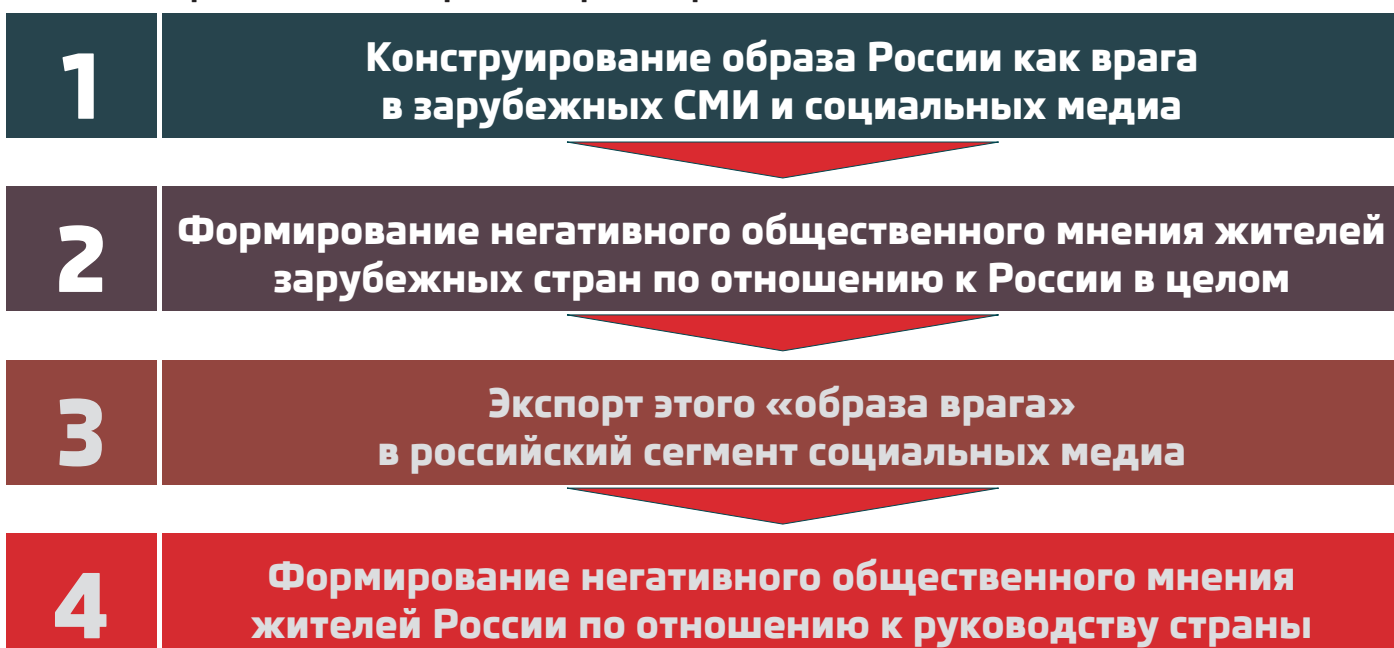 1
Конструирование образа России как врага
в зарубежных СМИ и социальных медиа
2
Формирование негативного общественного мнения жителей
зарубежных стран по отношению к России в целом
3
Экспорт этого «образа врага»
в российский сегмент социальных медиа
4
Формирование негативного общественного мнения
жителей России по отношению к руководству страны